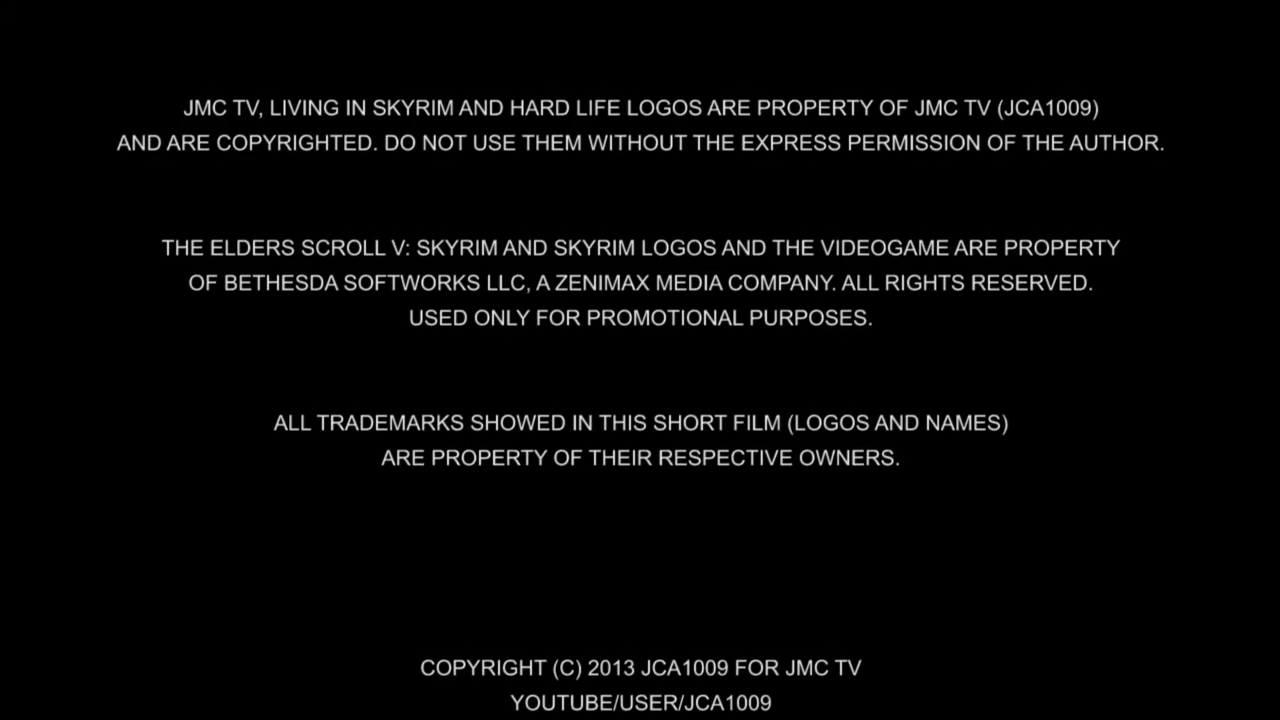 JMC TV, LIVING IN SKYRIM AND HARD LIFE LOGOS ARE PROPERTY OF JMC TV (JCA1009)
AND ARE COPYRIGHTED. DO NOT USE THEM WITHOUT THE EXPRESS PERMISSION OF THE AUTHOR.
THE ELDERS SCROLL V: SKYRIM AND SKYRIM LOGOS AND THE VIDEOGAME ARE PROPERTY
OF BETHESDA SOFTWORKS LLC, A ZENIMAX MEDIA COMPANY. ALL RIGHTS RESERVED.
USED ONLY FOR PROMOTIONAL PURPOSES.
ALL TRADEMARKS SHOWED IN THIS SHORT FILM (LOGOS AND NAMES)
ARE PROPERTY OF THEIR RESPECTIVE OWNERS.
COPYRIGHT (C) 2013 JCA1009 FOR JMC TV
YOUTUBE/USER/JCA1009